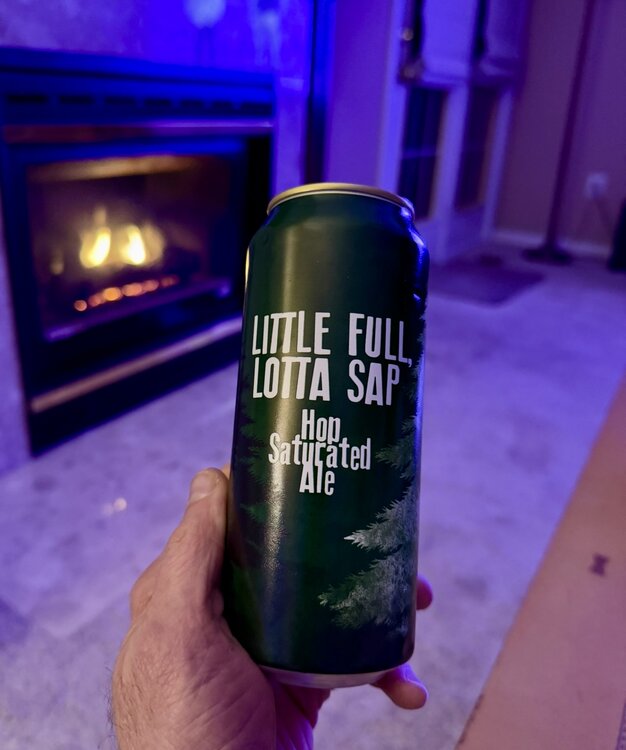 LITTLE FULL,
LOTTA SAP
Hop
Saturated
Ale